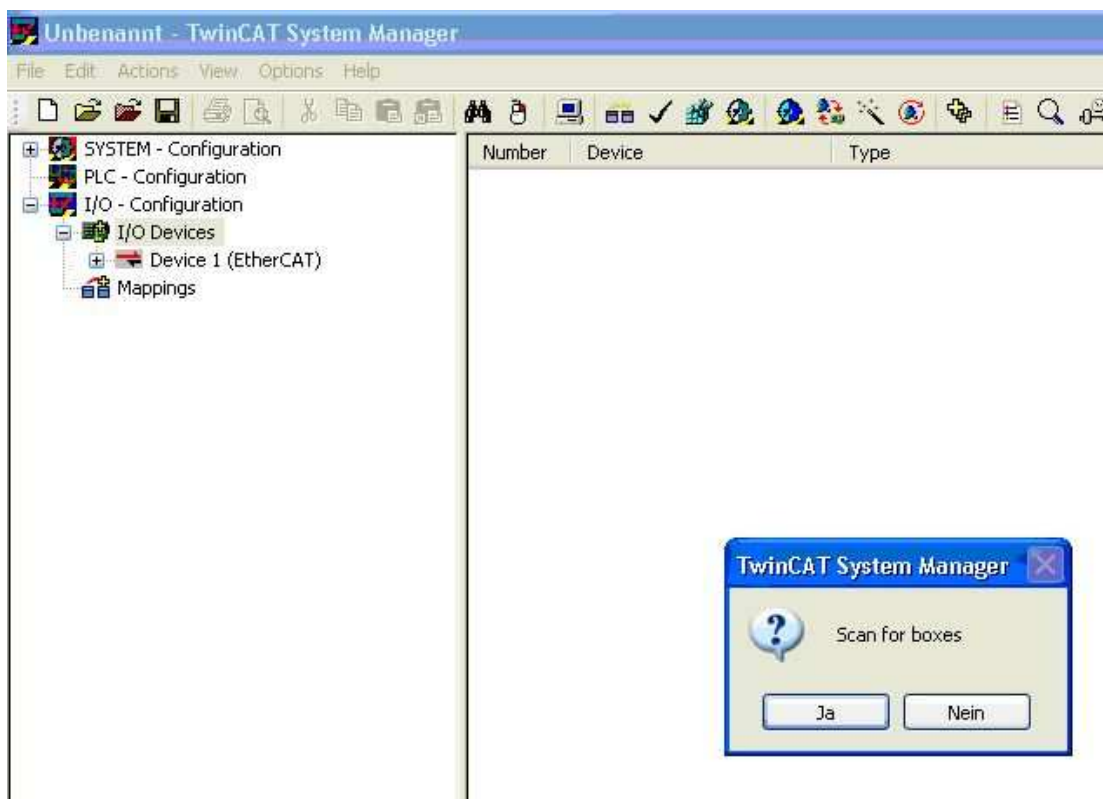 Unbenannt - TwinCAT System Manager
File Edit Actions View Options Help
SYSTEM - Configuration
PLC - Configuration
I/O - Configuration
I/O Devices
Device 1 (EtherCAT)
Mappings
Number Device Type
TwinCAT System Manager
Scan for boxes
Ja Nein